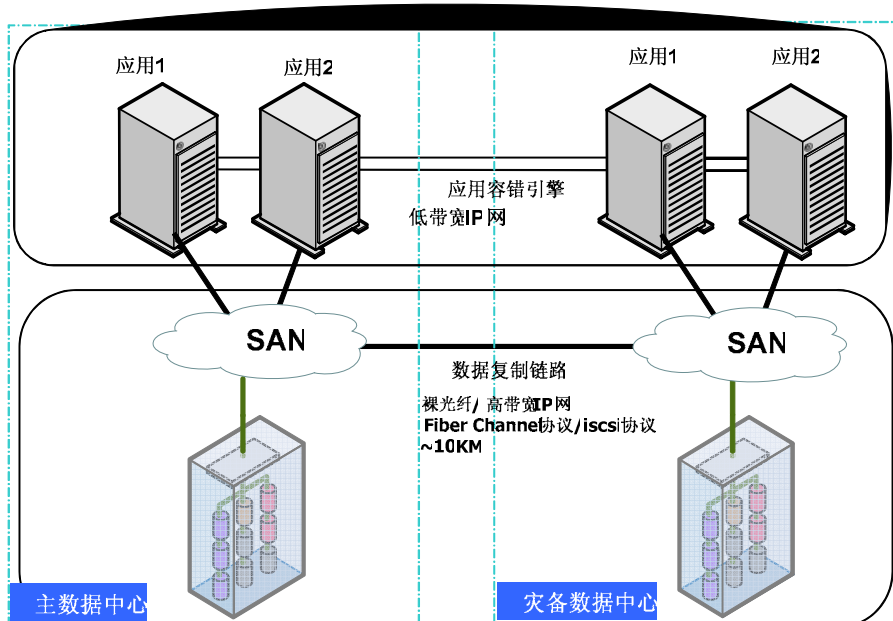 应用1
应用2
应用1
应用2
应用容错引擎
低带宽IP网
SAN
SAN
数据复制链路
裸光纤/ 高带宽IP网
Fiber Channel协议/iscsi协议
~10KM
主数据中心
灾备数据中心